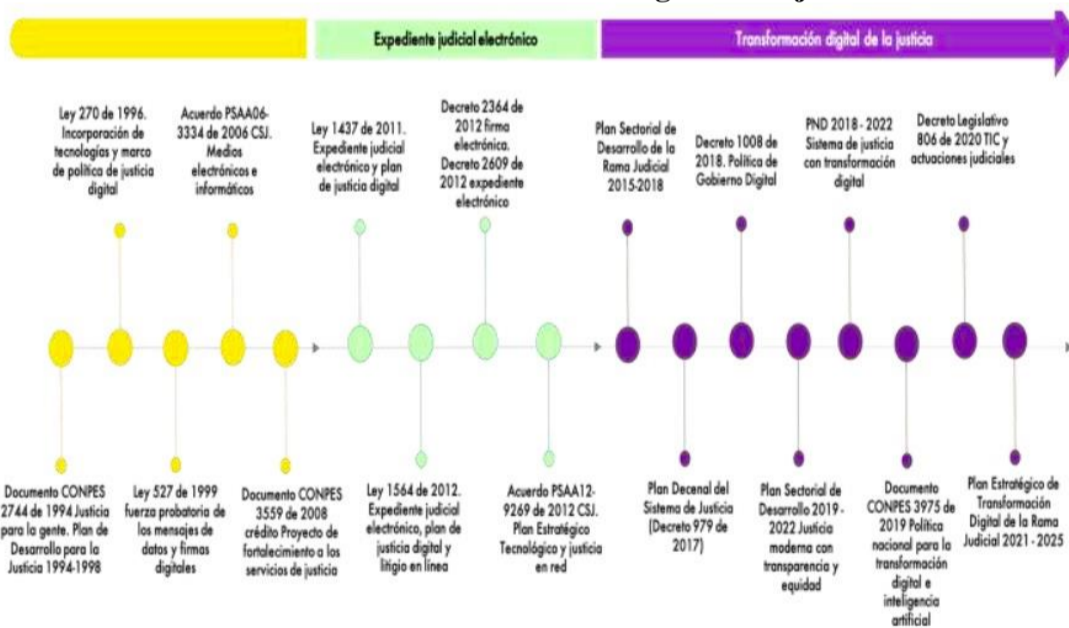 Expediente judicial electrónico
Transformación digital de la justicia
Ley 270 de 1996.
Incorporación de
tecnologías y marco
de política de justicia
digital
Acuerdo PSAA06-
3334 de 2006 CSJ.
Medios
electrónicos e
informáticos
Ley 1437 de 2011.
Expediente judicial
electrónico y plan
de justicia digital
Decreto 2364 de
2012 firma
electrónica.
Decreto 2609 de
2012 expediente
electrónico
Plan Sectorial de
Desarrollo de la
Rama Judicial
2015-2018
Decreto 1008 de
2018. Política de
Gobierno Digital
PND 2018 - 2022
Sistema de justicia
con transformación
digital
Decreto Legislativo
806 de 2020 TIC y
actuaciones judiciales
Documento CONPES
2744 de 1994 Justicia
para la gente. Plan de
Desarrollo para la
Justicia 1994-1998
Ley 527 de 1999
fuerza probatoria de
los mensajes de
datos y firmas
digitales
Documento CONPES
3559 de 2008
crédito Proyecto de
fortalecimiento a los
servicios de justicia
Ley 1564 de 2012.
Expediente judicial
electrónico, plan de
justicia digital y
litigio en línea
Acuerdo PSAA12-
9269 de 2012 CSJ.
Plan Estratégico
Tecnológico y justicia
en red
Plan Decenal del
Sistema de Justicia
(Decreto 979 de
2017)
Plan Sectorial de
Desarrollo 2019 -
2022 Justicia
moderna con
transparencia y
equidad
Documento
CONPES 3975 de
2019 Política
nacional para la
transformación
digital e
inteligencia
artificial
Plan Estratégico de
Transformación
Digital de la Rama
Judicial 2021 - 2025